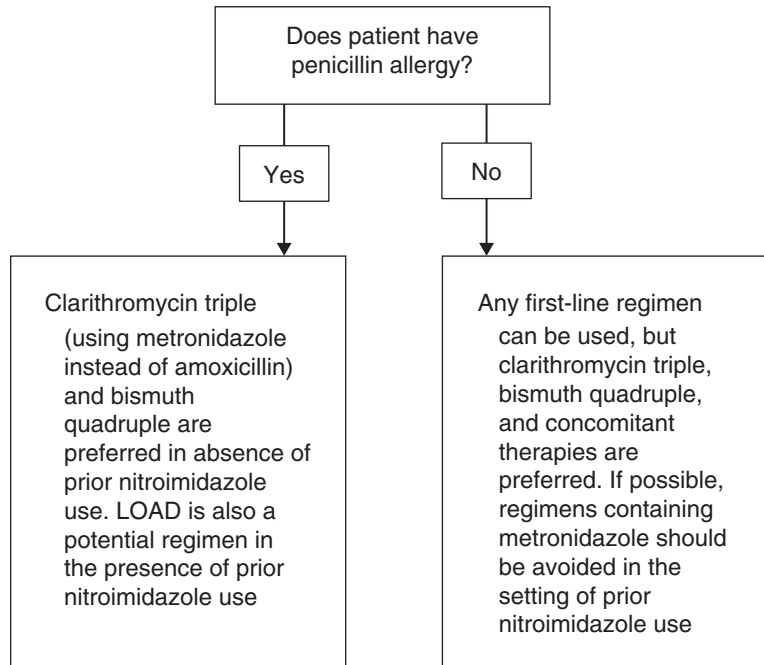 Does patient have
penicillin allergy?
Yes
No
Clarithromycin triple
(using metronidazole
instead of amoxicillin)
and bismuth
quadruple are
preferred in absence of
prior nitroimidazole
use. LOAD is also a
potential regimen in
the presence of prior
nitroimidazole use
Any first-line regimen
can be used, but
clarithromycin triple,
bismuth quadruple,
and concomitant
therapies are
preferred. If possible,
regimens containing
metronidazole should
be avoided in the
setting of prior
nitroimidazole use